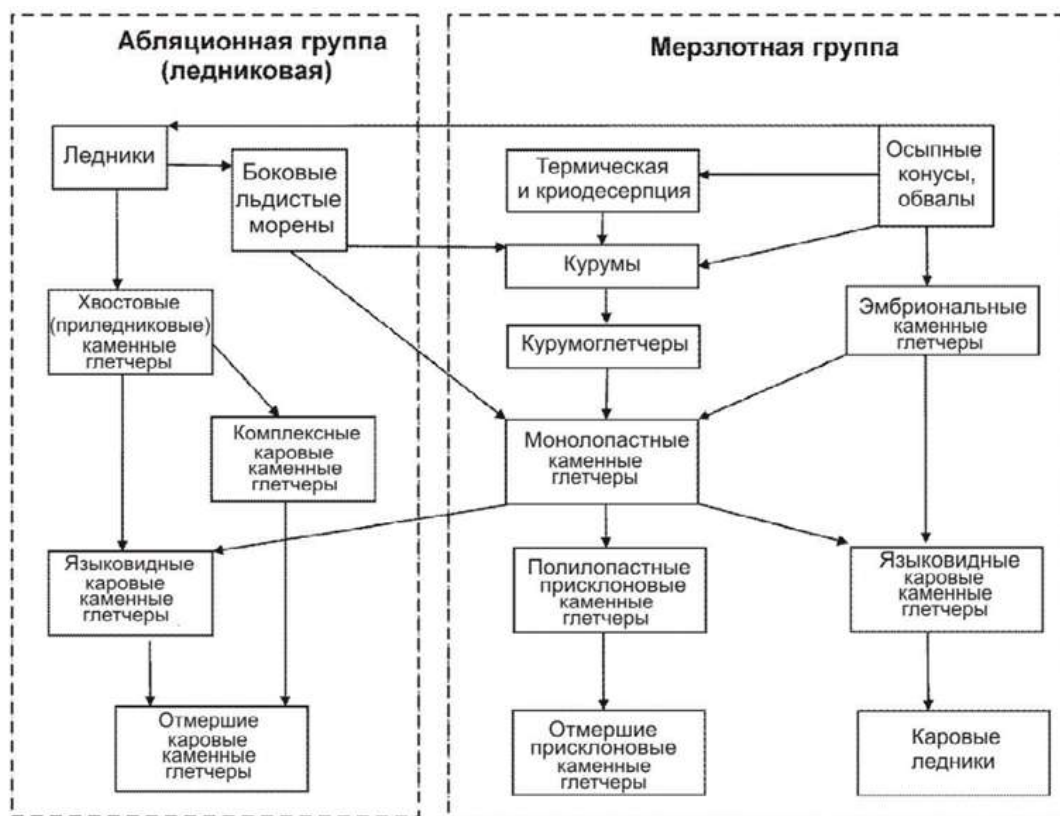 Абляционная группа
(ледниковая)
Мерзлотная группа
Ледники
Боковые
льдистые
морены
Термическая
и криодесерпция
Осыпные
конусы,
обвалы
Курумы
Хвостовые
(приледниковые)
каменные
глетчеры
Курумоглетчеры
Эмбриональные
каменные
глетчеры
Комплексные
каровые
каменные
глетчеры
Монолопастные
каменные
глетчеры
Языковидные
каровые
каменные
глетчеры
Полилопастные
присклоновые
каменные
глетчеры
Языковидные
каровые
каменные
глетчеры
Отмершие
каровые
каменные
глетчеры
Отмершие
присклоновые
каменные
глетчеры
Каровые
ледники